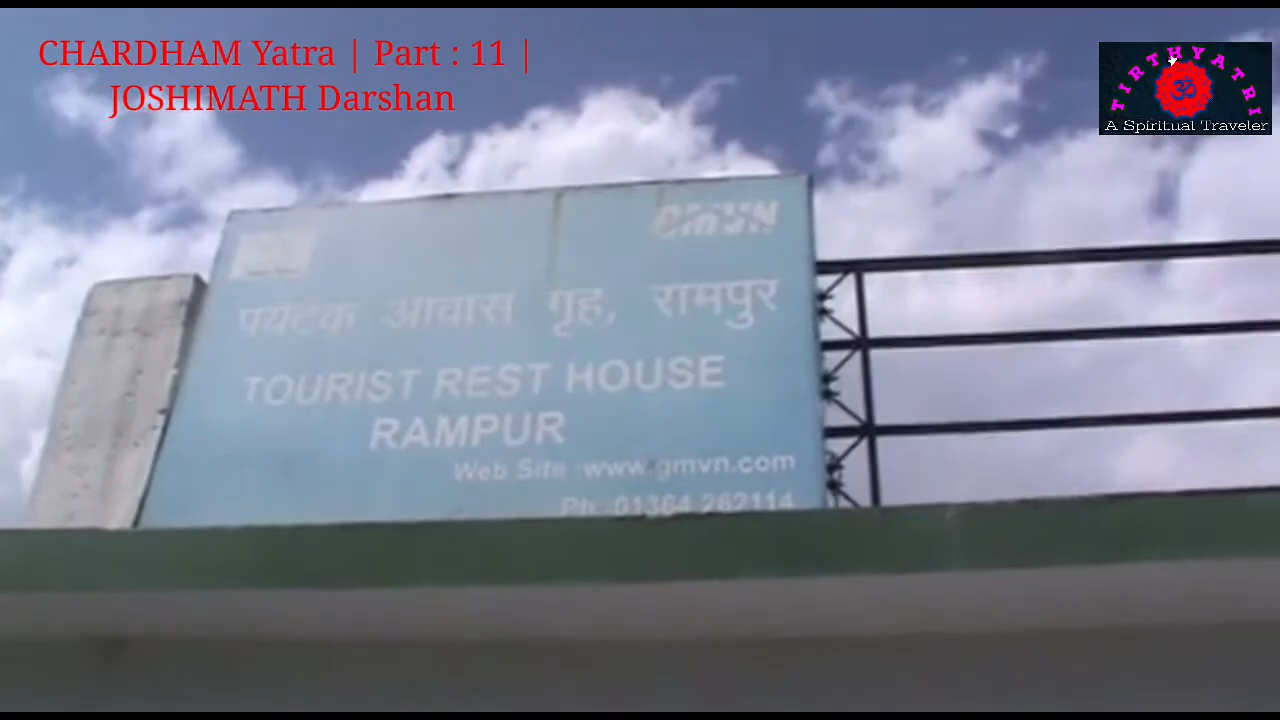 CHARDHAM Yatra | Part : 11 |
JOSHIMATH Darshan
TIRTHYATRI
ॐ
A Spiritual Traveler
GMVN
पर्यटक आवास गृह, रामपुर
TOURIST REST HOUSE
RAMPUR
Web Site :www.gmvn.com
Ph.:01364 262114